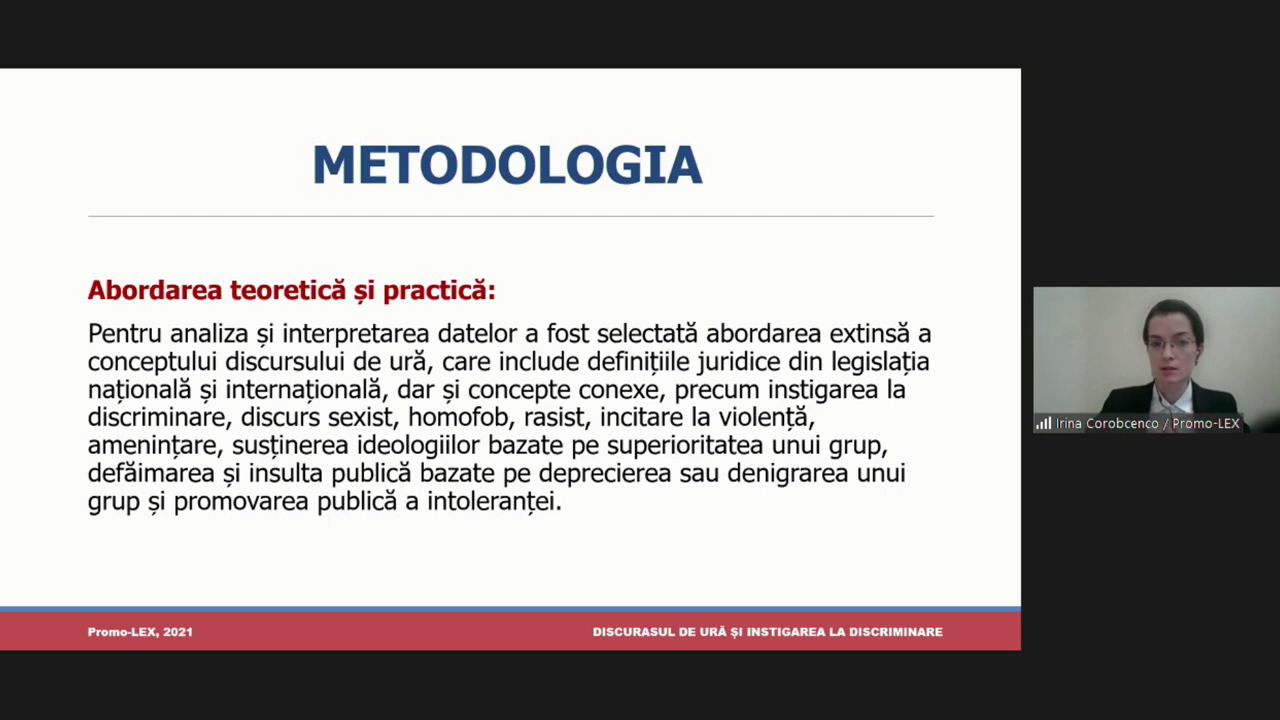 METODOLOGIA
Abordarea teoretică și practică:
Pentru analiza și interpretarea datelor a fost selectată abordarea extinsă a
conceptului discursului de ură, care include definițiile juridice din legislația
națională și internațională, dar și concepte conexe, precum instigarea la
discriminare, discurs sexist, homofob, rasist, incitare la violență,
amenințare, susținerea ideologiilor bazate pe superioritatea unui grup,
defăimarea și insulta publică bazate pe deprecierea sau denigrarea unui
grup și promovarea publică a intoleranței.
Promo-LEX, 2021
DISCURASUL DE URĂ ȘI INSTIGAREA LA DISCRIMINARE
Irina Corobcenco / Promo-LEX